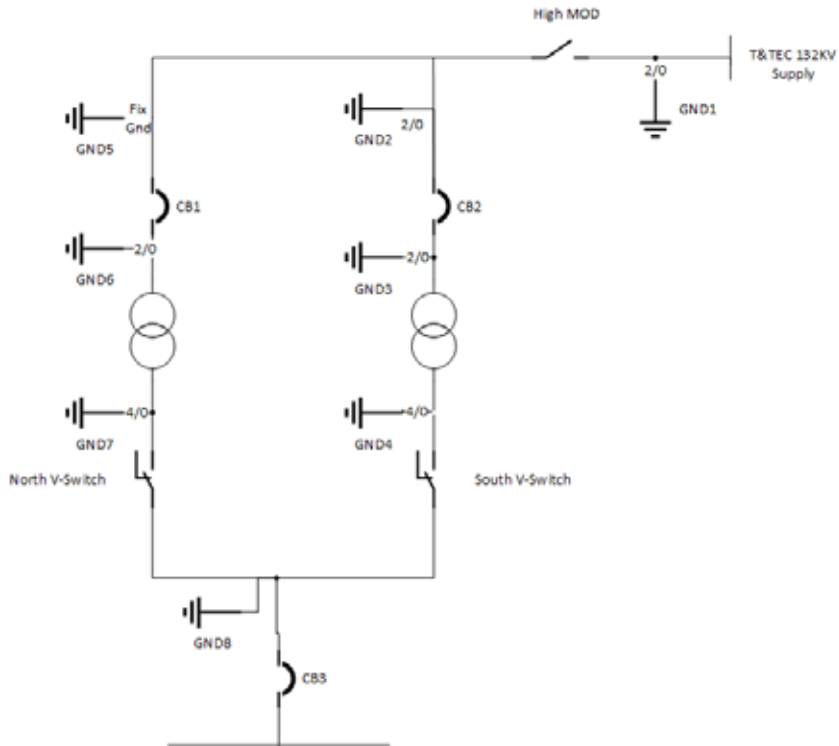 High MOD
T&TEC 132KV
Supply
2/0
GND1
Fix
Gnd
GND5
GND2
2/0
CB1
CB2
2/0
GND6
2/0
GND3
4/0
GND7
4/0
GND4
North V-Switch
South V-Switch
GND8
CB3